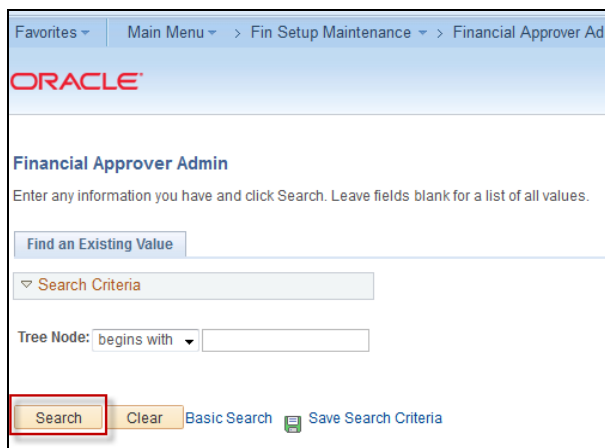 Favorites Main Menu > Fin Setup Maintenance > Financial Approver Ad
ORACLE
Financial Approver Admin
Enter any information you have and click Search. Leave fields blank for a list of all values.
Find an Existing Value
Search Criteria
Tree Node: begins with
Search Clear Basic Search Save Search Criteria